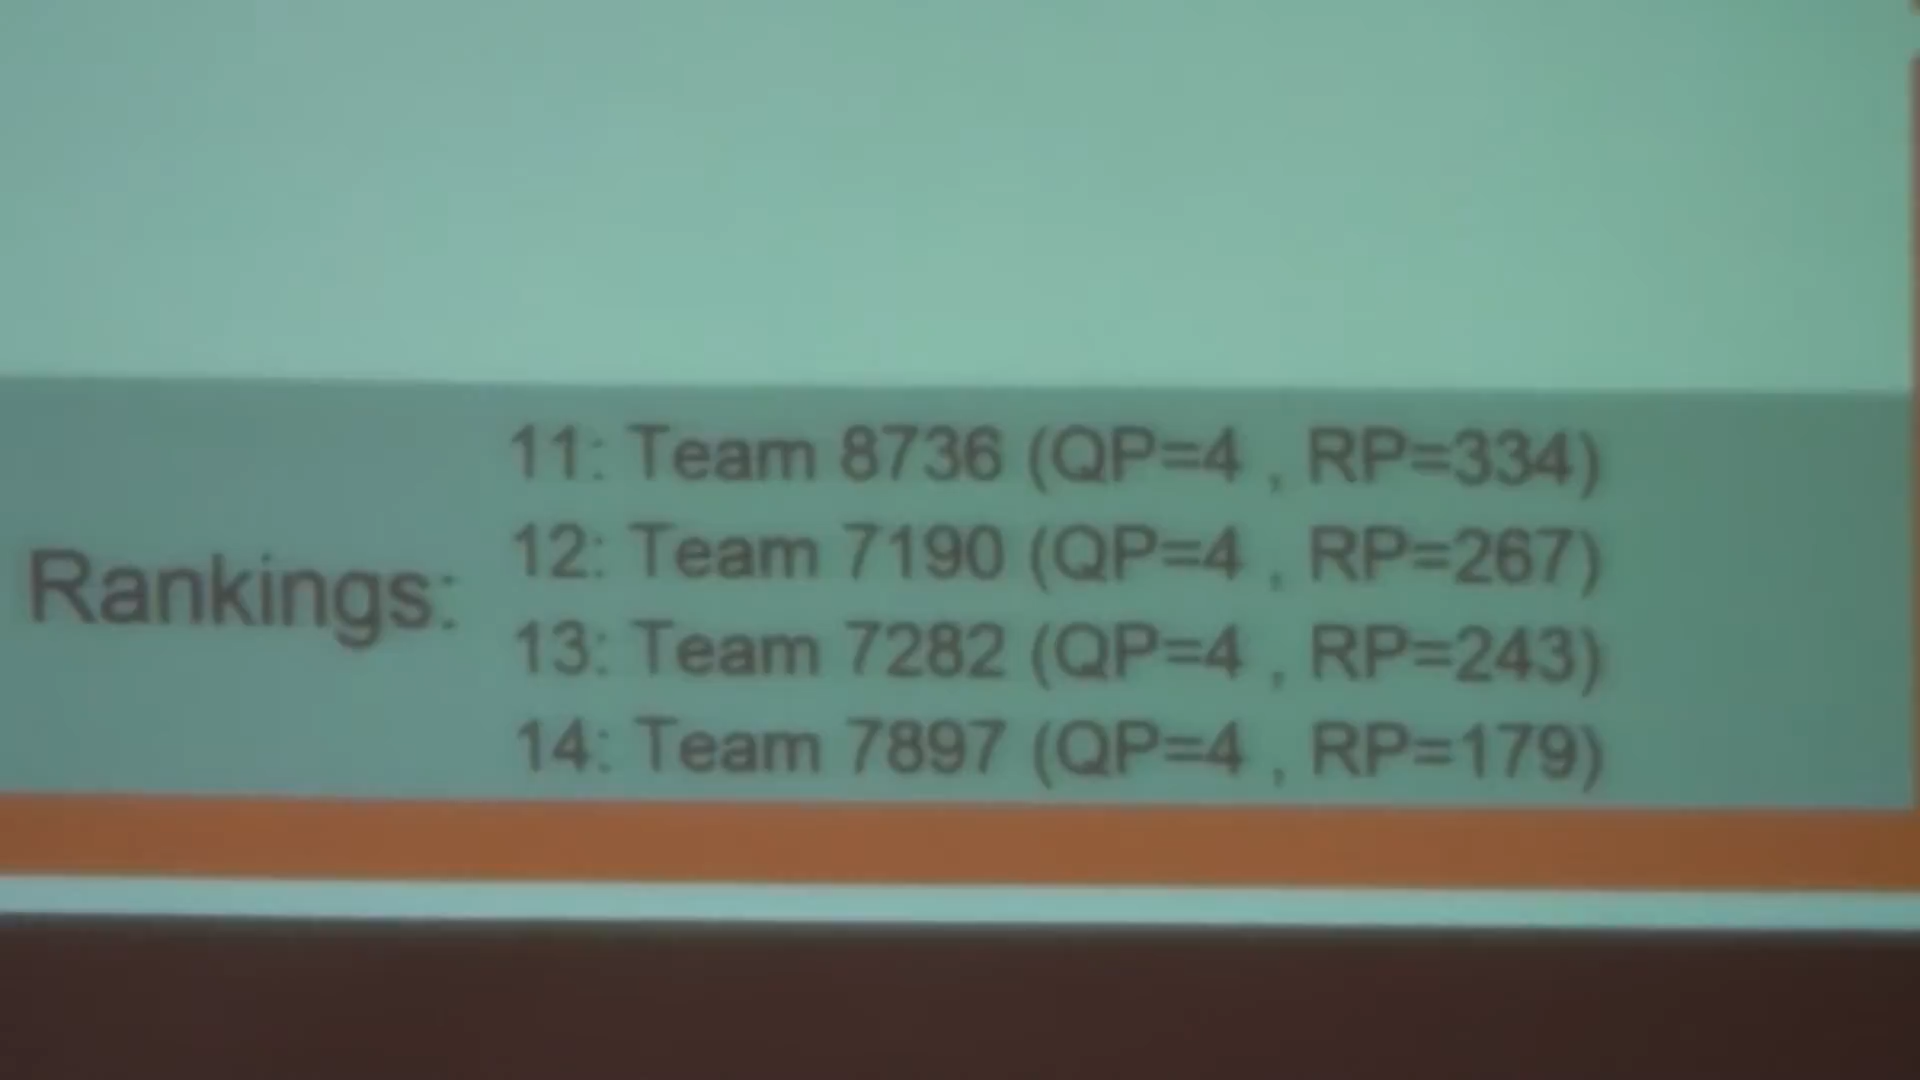 Rankings:
11: Team 8736 (QP=4 , RP=334)
12: Team 7190 (QP=4 , RP=267)
13: Team 7282 (QP=4 , RP=243)
14: Team 7897 (QP=4 , RP=179)